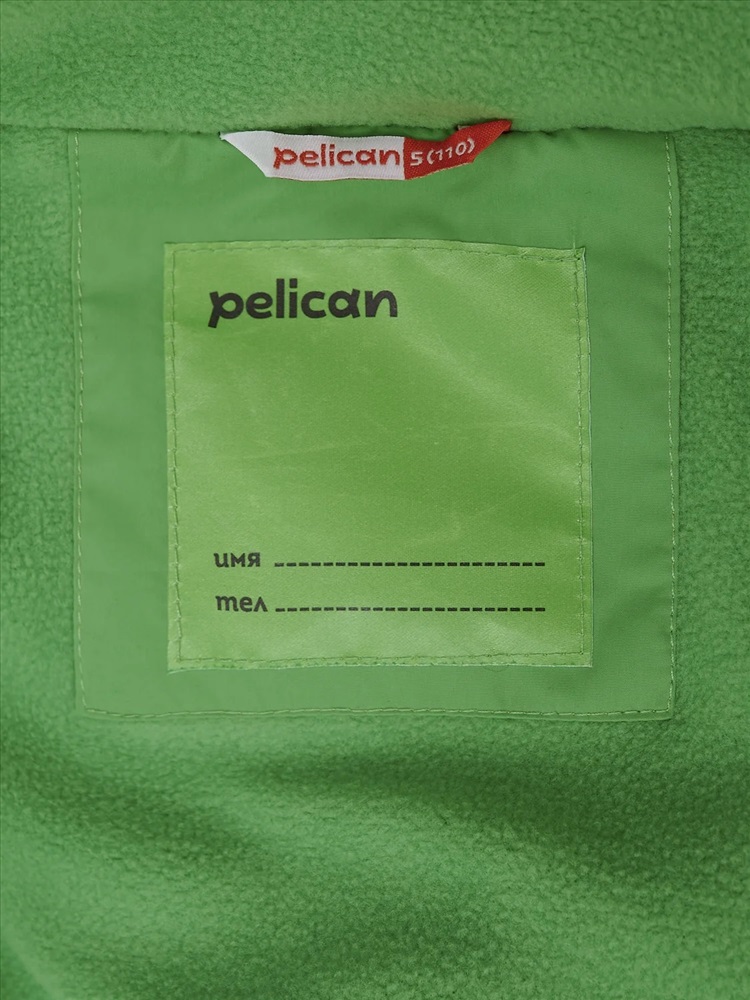 pelican 5(110)
pelican
имя
тел